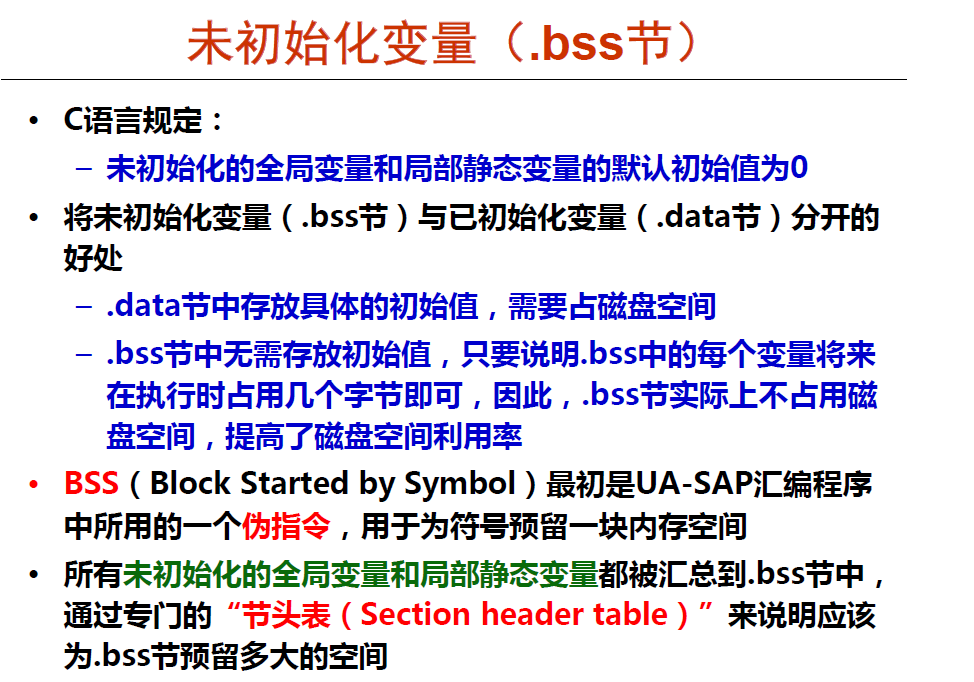 未初始化变量（.bss节）
• C语言规定：
– 未初始化的全局变量和局部静态变量的默认初始值为0
• 将未初始化变量（.bss节）与已初始化变量（.data节）分开的
好处
– .data节中存放具体的初始值，需要占磁盘空间
– .bss节中无需存放初始值，只要说明.bss中的每个变量将来
在执行时占用几个字节即可，因此，.bss节实际上不占用磁
盘空间，提高了磁盘空间利用率
• BSS（Block Started by Symbol）最初是UA-SAP汇编程序
中所用的一个伪指令，用于为符号预留一块内存空间
• 所有未初始化的全局变量和局部静态变量都被汇总到.bss节中，
通过专门的“节头表（Section header table）”来说明应该
为.bss节预留多大的空间